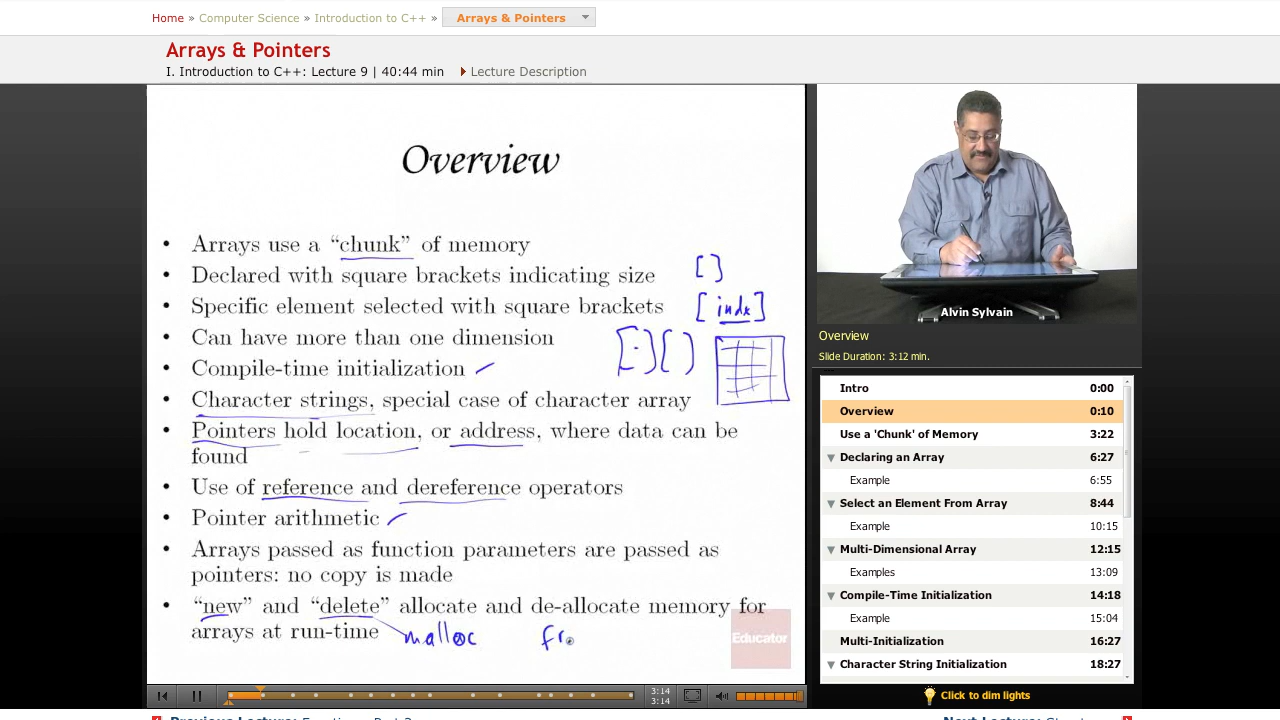 Home » Computer Science » Introduction to C++ » Arrays & Pointers
Arrays & Pointers
I. Introduction to C++: Lecture 9 | 40:44 min Lecture Description
Overview
• Arrays use a “chunk” of memory
• Declared with square brackets indicating size [ ]
• Specific element selected with square brackets [indx]
• Can have more than one dimension [ ][ ]
• Compile-time initialization
• Character strings, special case of character array
• Pointers hold location, or address, where data can be
found
• Use of reference and dereference operators
• Pointer arithmetic
• Arrays passed as function parameters are passed as
pointers: no copy is made
• “new” and “delete” allocate and de-allocate memory for
arrays at run-time malloc fr
Educator
3:14
3:14
Alvin Sylvain
Overview
Slide Duration: 3:12 min.
Intro 0:00
Overview 0:10
Use a 'Chunk' of Memory 3:22
Declaring an Array 6:27
Example 6:55
Select an Element From Array 8:44
Example 10:15
Multi-Dimensional Array 12:15
Examples 13:09
Compile-Time Initialization 14:18
Example 15:04
Multi-Initialization 16:27
Character String Initialization 18:27
Click to dim lights